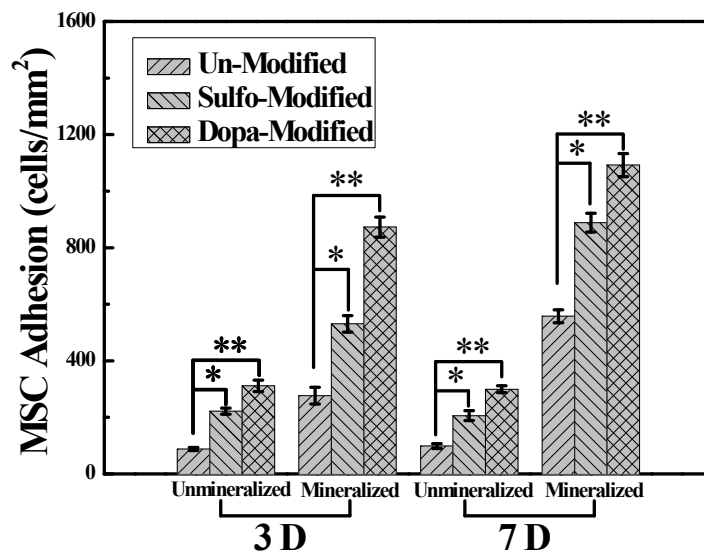 1600
1200
800
400
0
MSC Adhesion (cells/mm²)
Un-Modified
Sulfo-Modified
Dopa-Modified
**
*
**
*
**
*
**
*
Unmineralized Mineralized Unmineralized Mineralized
3 D 7 D